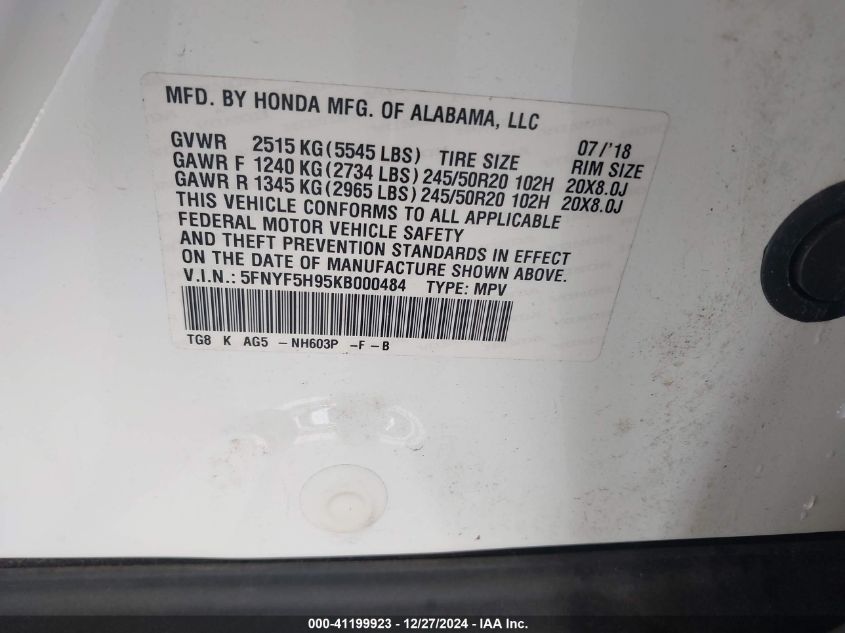 MFD. BY HONDA MFG. OF ALABAMA, LLC
GVWR 2515 KG(5545 LBS) TIRE SIZE 07/'18 RIM SIZE
GAWR F 1240 KG(2734 LBS) 245/50R20 102H 20X8.0J
GAWR R 1345 KG(2965 LBS) 245/50R20 102H 20X8.0J
THIS VEHICLE CONFORMS TO ALL APPLICABLE
FEDERAL MOTOR VEHICLE SAFETY
AND THEFT PREVENTION STANDARDS IN EFFECT
ON THE DATE OF MANUFACTURE SHOWN ABOVE.
V.I.N.: 5FNYF5H95KB000484 TYPE: MPV
TG8 K AG5 -NH603P -F-B
000-41199923 - 12/27/2024 - IAA Inc.